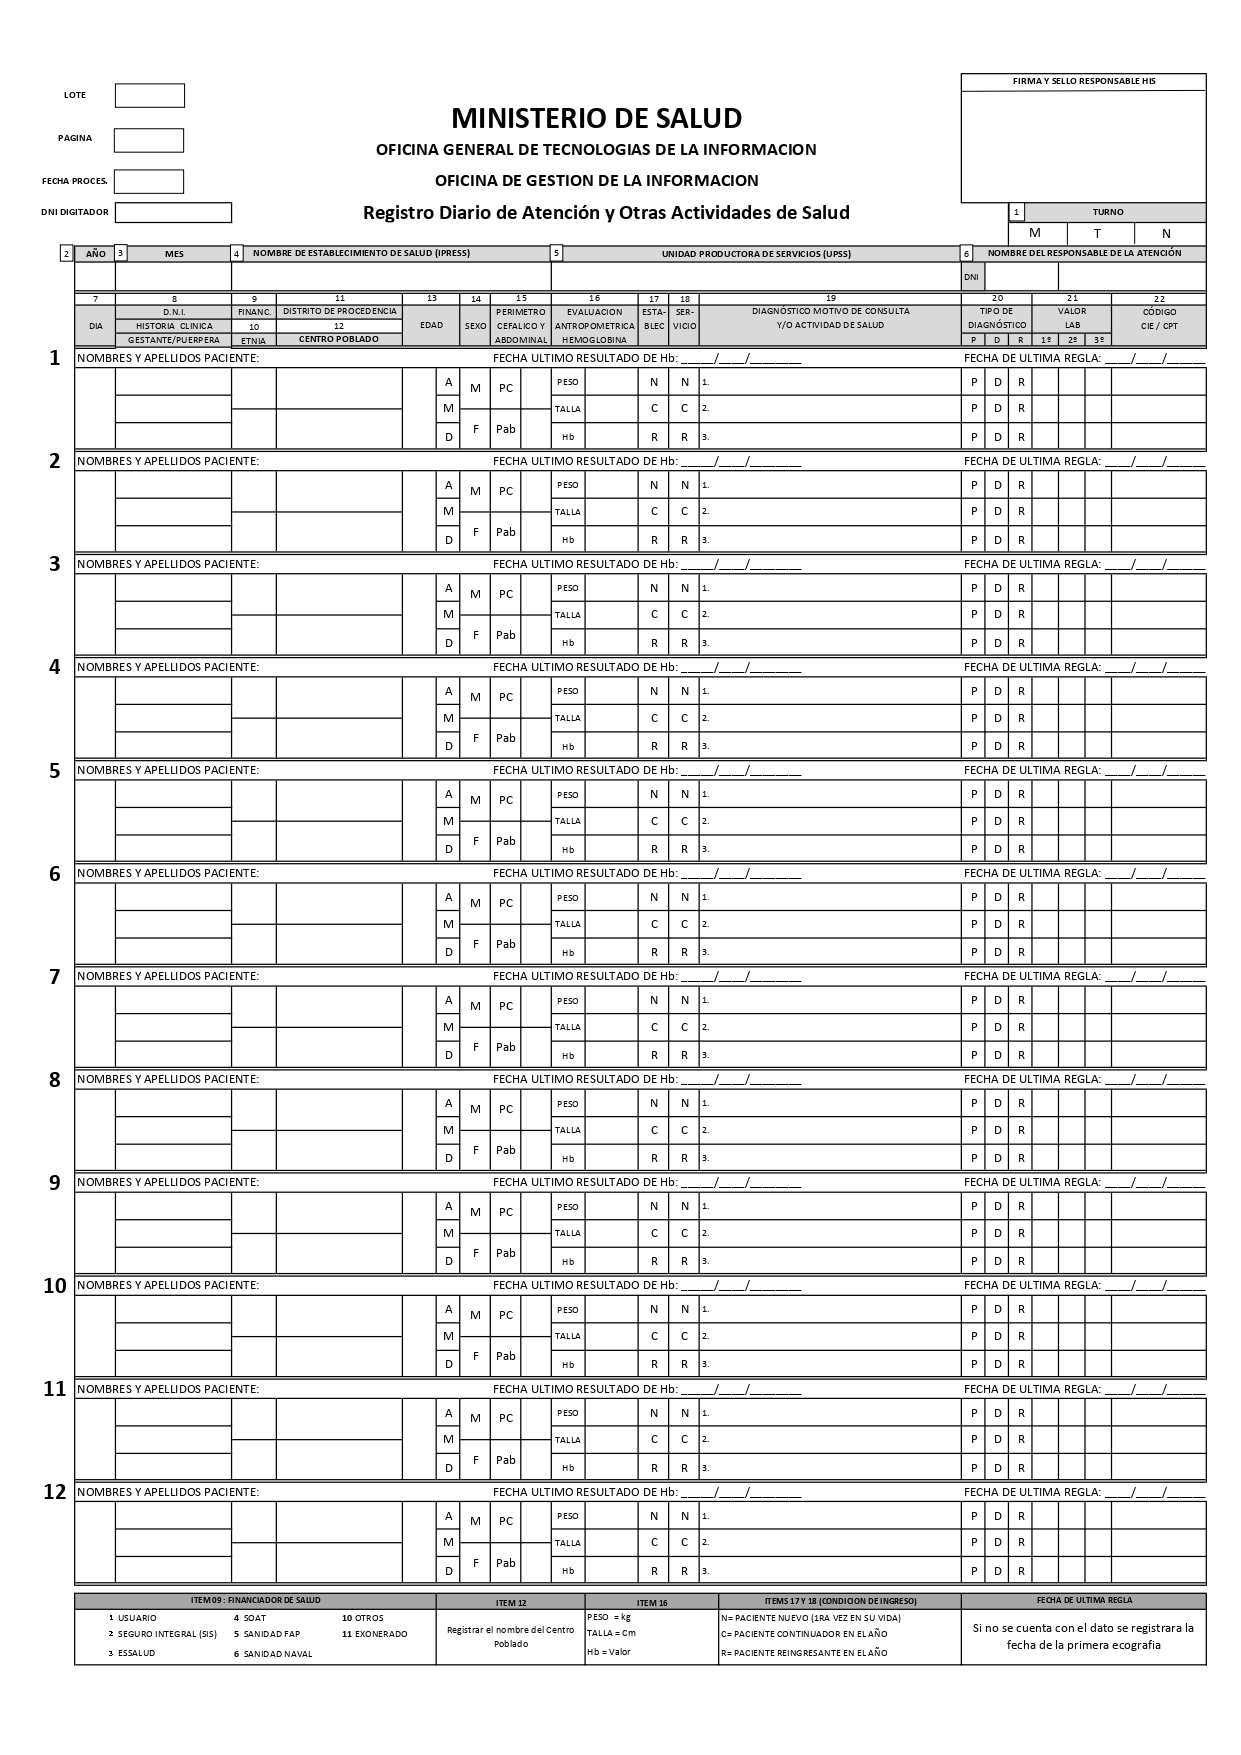 LOTE
PAGINA
FECHA PROCES.
DNI DIGITADOR
MINISTERIO DE SALUD
OFICINA GENERAL DE TECNOLOGIAS DE LA INFORMACION
OFICINA DE GESTION DE LA INFORMACION
Registro Diario de Atención y Otras Actividades de Salud
FIRMA Y SELLO RESPONSABLE HIS
1 TURNO
M T N
2 AÑO 3 MES 4 NOMBRE DE ESTABLECIMIENTO DE SALUD (IPRESS) 5 UNIDAD PRODUCTORA DE SERVICIOS (UPSS) 6 NOMBRE DEL RESPONSABLE DE LA ATENCIÓN
DNI
7 8 9 11 13 14 15 16 17 18 19 20 21 22
D.N.I. FINANC. DISTRITO DE PROCEDENCIA PERIMETRO EVALUACION ESTA- SER- DIAGNÓSTICO MOTIVO DE CONSULTA TIPO DE VALOR CÓDIGO
DIA HISTORIA CLINICA 10 12 EDAD SEXO CEFALICO Y ANTROPOMETRICA BLEC VICIO Y/O ACTIVIDAD DE SALUD DIAGNÓSTICO LAB CIE / CPT
GESTANTE/PUERPERA ETNIA CENTRO POBLADO ABDOMINAL HEMOGLOBINA P D R 1º 2º 3º
1 NOMBRES Y APELLIDOS PACIENTE: FECHA ULTIMO RESULTADO DE Hb: _____/____/________ FECHA DE ULTIMA REGLA: ____/____/______
A M PC PESO N N 1. P D R
M TALLA C C 2. P D R
D F Pab Hb R R 3. P D R
2 NOMBRES Y APELLIDOS PACIENTE: FECHA ULTIMO RESULTADO DE Hb: _____/____/________ FECHA DE ULTIMA REGLA: ____/____/______
A M PC PESO N N 1. P D R
M TALLA C C 2. P D R
D F Pab Hb R R 3. P D R
3 NOMBRES Y APELLIDOS PACIENTE: FECHA ULTIMO RESULTADO DE Hb: _____/____/________ FECHA DE ULTIMA REGLA: ____/____/______
A M PC PESO N N 1. P D R
M TALLA C C 2. P D R
D F Pab Hb R R 3. P D R
4 NOMBRES Y APELLIDOS PACIENTE: FECHA ULTIMO RESULTADO DE Hb: _____/____/________ FECHA DE ULTIMA REGLA: ____/____/______
A M PC PESO N N 1. P D R
M TALLA C C 2. P D R
D F Pab Hb R R 3. P D R
5 NOMBRES Y APELLIDOS PACIENTE: FECHA ULTIMO RESULTADO DE Hb: _____/____/________ FECHA DE ULTIMA REGLA: ____/____/______
A M PC PESO N N 1. P D R
M TALLA C C 2. P D R
D F Pab Hb R R 3. P D R
6 NOMBRES Y APELLIDOS PACIENTE: FECHA ULTIMO RESULTADO DE Hb: _____/____/________ FECHA DE ULTIMA REGLA: ____/____/______
A M PC PESO N N 1. P D R
M TALLA C C 2. P D R
D F Pab Hb R R 3. P D R
7 NOMBRES Y APELLIDOS PACIENTE: FECHA ULTIMO RESULTADO DE Hb: _____/____/________ FECHA DE ULTIMA REGLA: ____/____/______
A M PC PESO N N 1. P D R
M TALLA C C 2. P D R
D F Pab Hb R R 3. P D R
8 NOMBRES Y APELLIDOS PACIENTE: FECHA ULTIMO RESULTADO DE Hb: _____/____/________ FECHA DE ULTIMA REGLA: ____/____/______
A M PC PESO N N 1. P D R
M TALLA C C 2. P D R
D F Pab Hb R R 3. P D R
9 NOMBRES Y APELLIDOS PACIENTE: FECHA ULTIMO RESULTADO DE Hb: _____/____/________ FECHA DE ULTIMA REGLA: ____/____/______
A M PC PESO N N 1. P D R
M TALLA C C 2. P D R
D F Pab Hb R R 3. P D R
10 NOMBRES Y APELLIDOS PACIENTE: FECHA ULTIMO RESULTADO DE Hb: _____/____/________ FECHA DE ULTIMA REGLA: ____/____/______
A M PC PESO N N 1. P D R
M TALLA C C 2. P D R
D F Pab Hb R R 3. P D R
11 NOMBRES Y APELLIDOS PACIENTE: FECHA ULTIMO RESULTADO DE Hb: _____/____/________ FECHA DE ULTIMA REGLA: ____/____/______
A M PC PESO N N 1. P D R
M TALLA C C 2. P D R
D F Pab Hb R R 3. P D R
12 NOMBRES Y APELLIDOS PACIENTE: FECHA ULTIMO RESULTADO DE Hb: _____/____/________ FECHA DE ULTIMA REGLA: ____/____/______
A M PC PESO N N 1. P D R
M TALLA C C 2. P D R
D F Pab Hb R R 3. P D R
ITEM 09 : FINANCIADOR DE SALUD ITEM 12 ITEM 16 ITEMS 17 Y 18 (CONDICION DE INGRESO) FECHA DE ULTIMA REGLA
1 USUARIO 4 SOAT 10 OTROS PESO = kg N= PACIENTE NUEVO (1RA VEZ EN SU VIDA)
2 SEGURO INTEGRAL (SIS) 5 SANIDAD FAP 11 EXONERADO Registrar el nombre del Centro TALLA = Cm C= PACIENTE CONTINUADOR EN EL AÑO Si no se cuenta con el dato se registrara la
3 ESSALUD 6 SANIDAD NAVAL Poblado Hb = Valor R= PACIENTE REINGRESANTE EN EL AÑO fecha de la primera ecografia